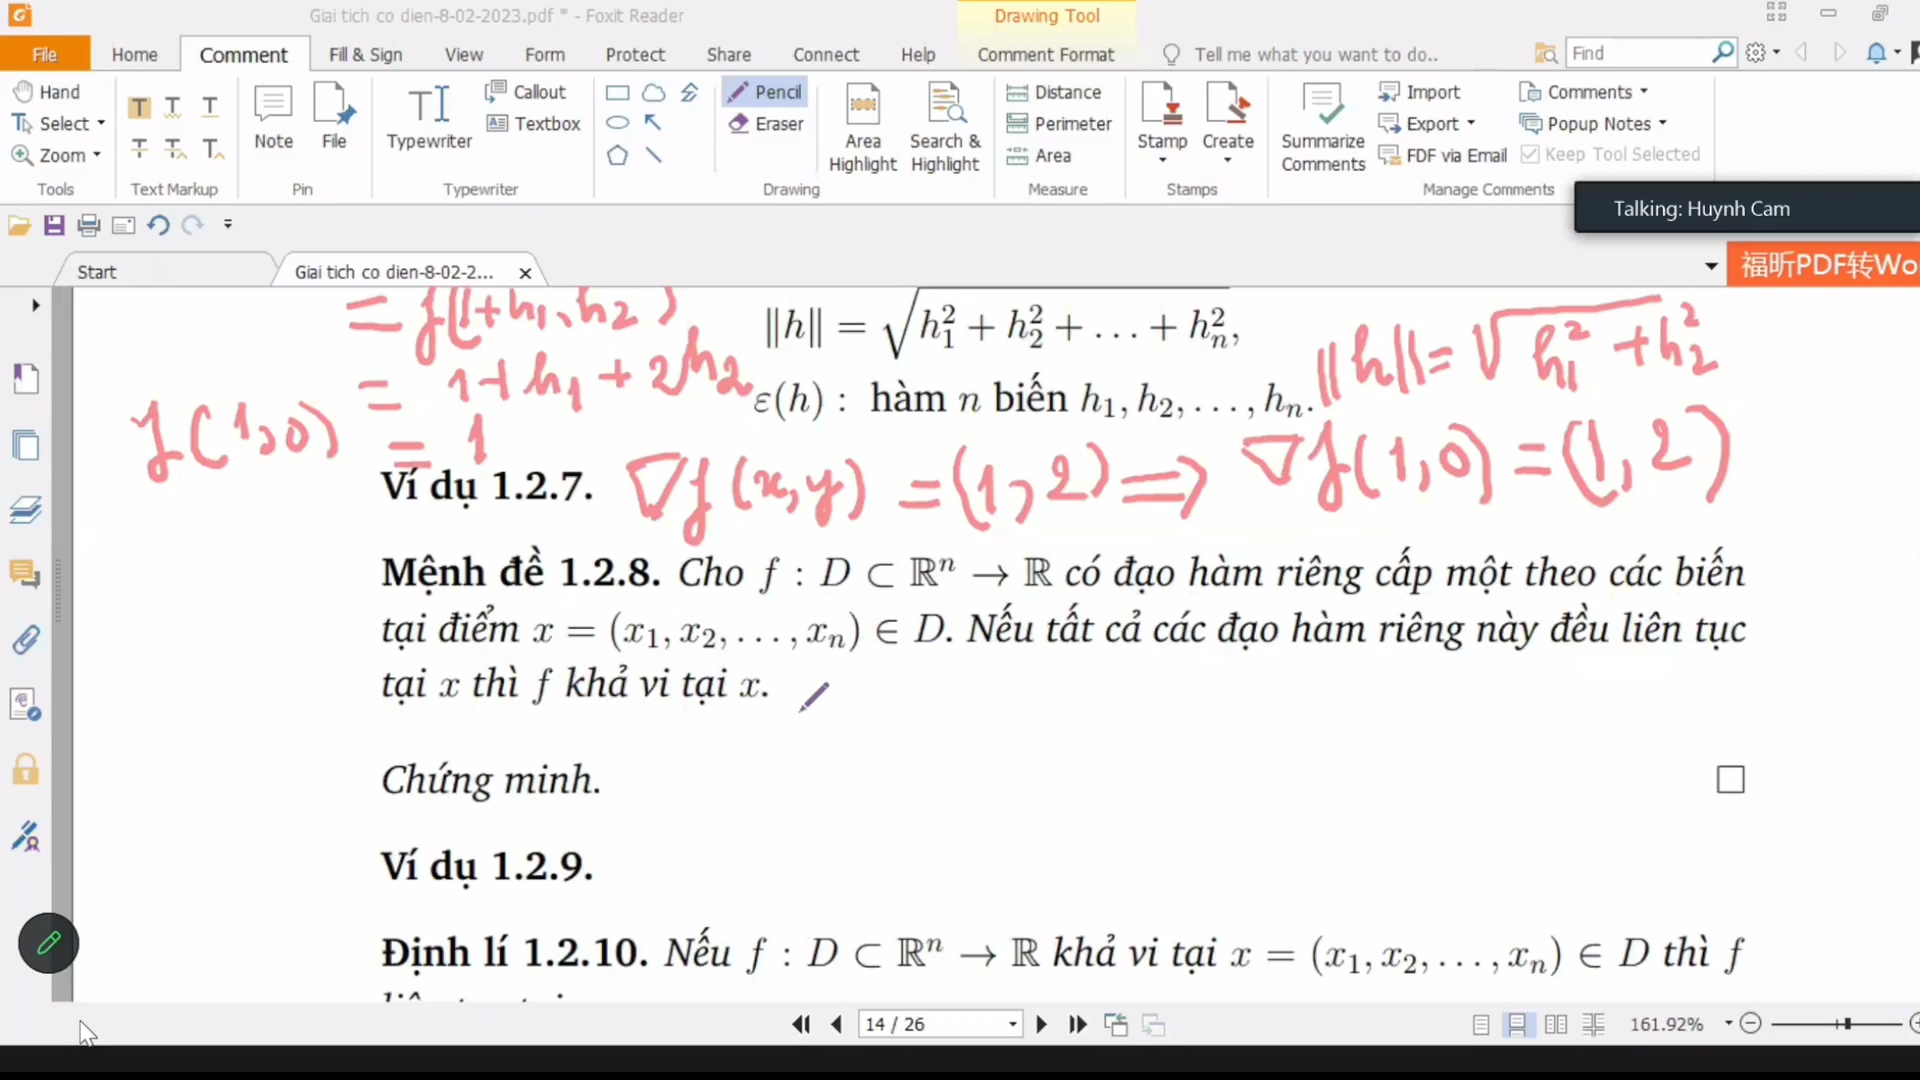 Giai tich co dien-8-02-2023.pdf * - Foxit Reader
Drawing Tool
File Home Comment Fill & Sign View Form Protect Share Connect Help Comment Format Tell me what you want to do.. Find
Hand
Select
Zoom
Tools
Text Markup
Note
File
Pin
Typewriter
Callout
Textbox
Typewriter
Pencil
Eraser
Area Highlight
Search & Highlight
Drawing
Distance
Perimeter
Area
Measure
Stamp
Create
Stamps
Summarize Comments
Import
Export
FDF via Email
Comments
Popup Notes
Keep Tool Selected
Manage Comments
Talking: Huynh Cam
Start
Giai tich co dien-8-02-2...
福昕PDF转Wo
= f(1+h₁, h₂)
‖h‖ = √(h₁² + h₂² + … + hₙ²),
‖h‖ = √(h₁² + h₂²)
= 1+h₁ + 2h₂
ε(h) : hàm n biến h₁, h₂, …, hₙ.
f(1,0) = 1
Ví dụ 1.2.7. ∇f(x,y) = (1, 2) ⟹ ∇f(1,0) = (1, 2)
Mệnh đề 1.2.8. Cho f : D ⊂ ℝⁿ → ℝ có đạo hàm riêng cấp một theo các biến
tại điểm x = (x₁, x₂, …, xₙ) ∈ D. Nếu tất cả các đạo hàm riêng này đều liên tục
tại x thì f khả vi tại x.
Chứng minh. □
Ví dụ 1.2.9.
Định lí 1.2.10. Nếu f : D ⊂ ℝⁿ → ℝ khả vi tại x = (x₁, x₂, …, xₙ) ∈ D thì f
14 / 26
161.92%